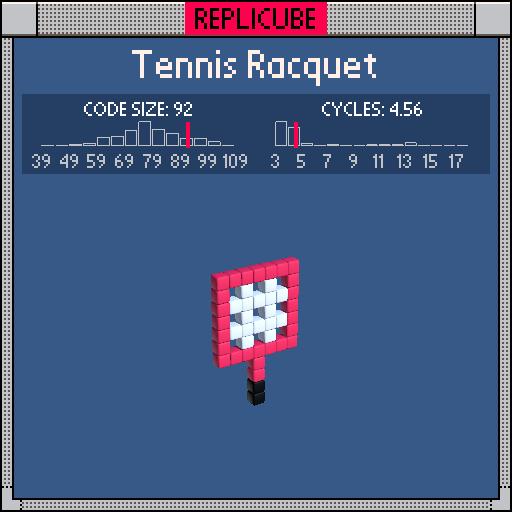 REPLICUBE
Tennis Racquet
CODE SIZE: 92 CYCLES: 4.56
39 49 59 69 79 89 99 109 3 5 7 9 11 13 15 17